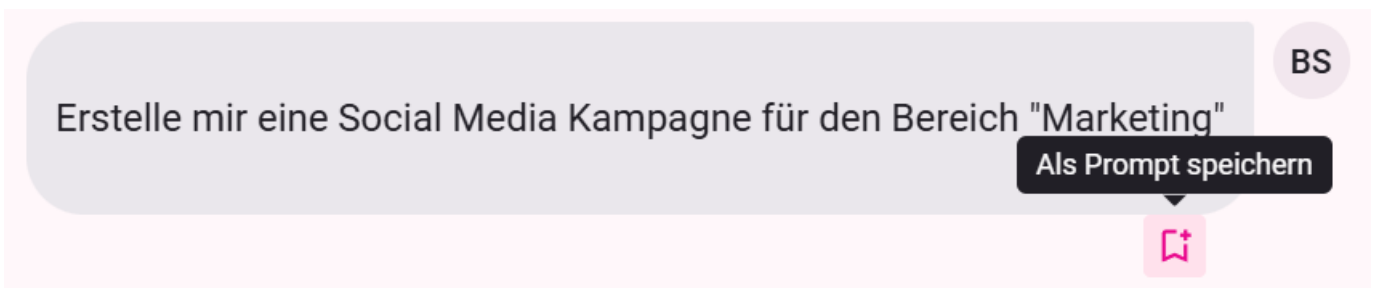 BS
Erstelle mir eine Social Media Kampagne für den Bereich "Marketing"
Als Prompt speichern